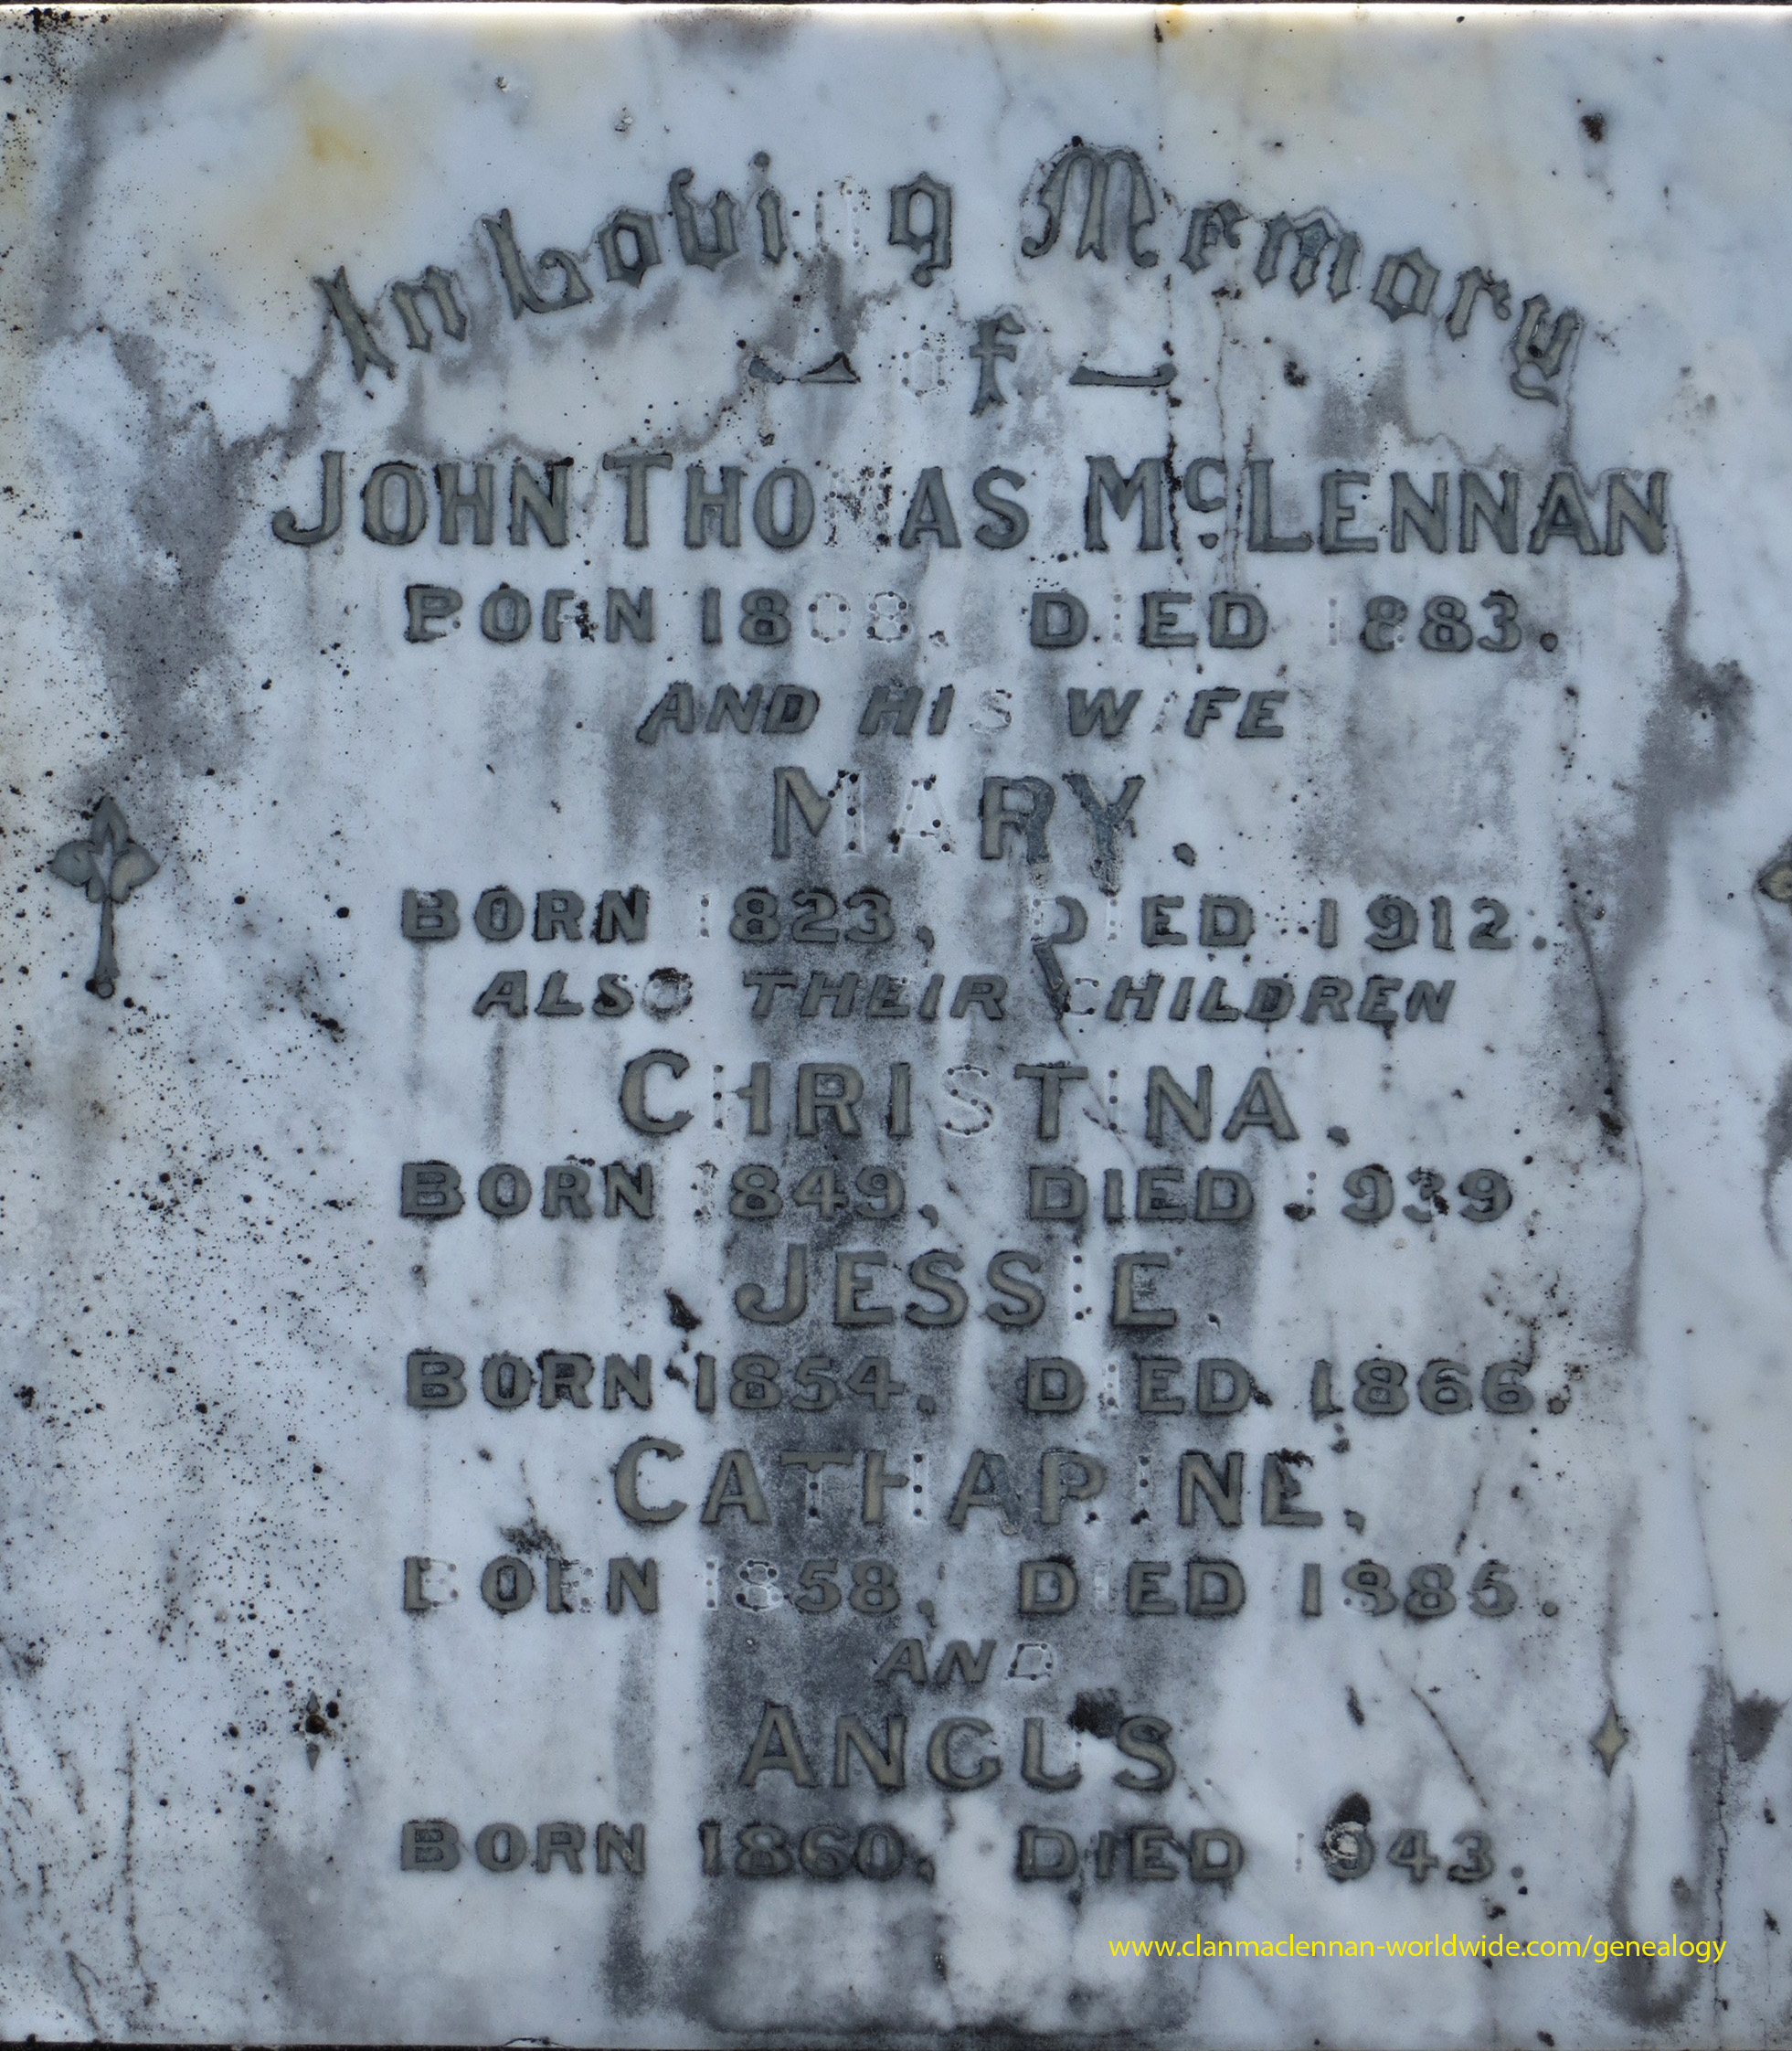 In Loving Memory
of
JOHN THOMAS McLENNAN
BORN 1808. DIED 1883.
AND HIS WIFE
MARY.
BORN 1823, DIED 1912.
ALSO THEIR CHILDREN
CHRISTINA.
BORN 1849, DIED 1939
JESSIE.
BORN 1854. DIED 1866.
CATHARINE,
BORN 1858, DIED 1885.
AND
ANGUS
BORN 1860. DIED 1943.
www.clanmaclennan-worldwide.com/genealogy